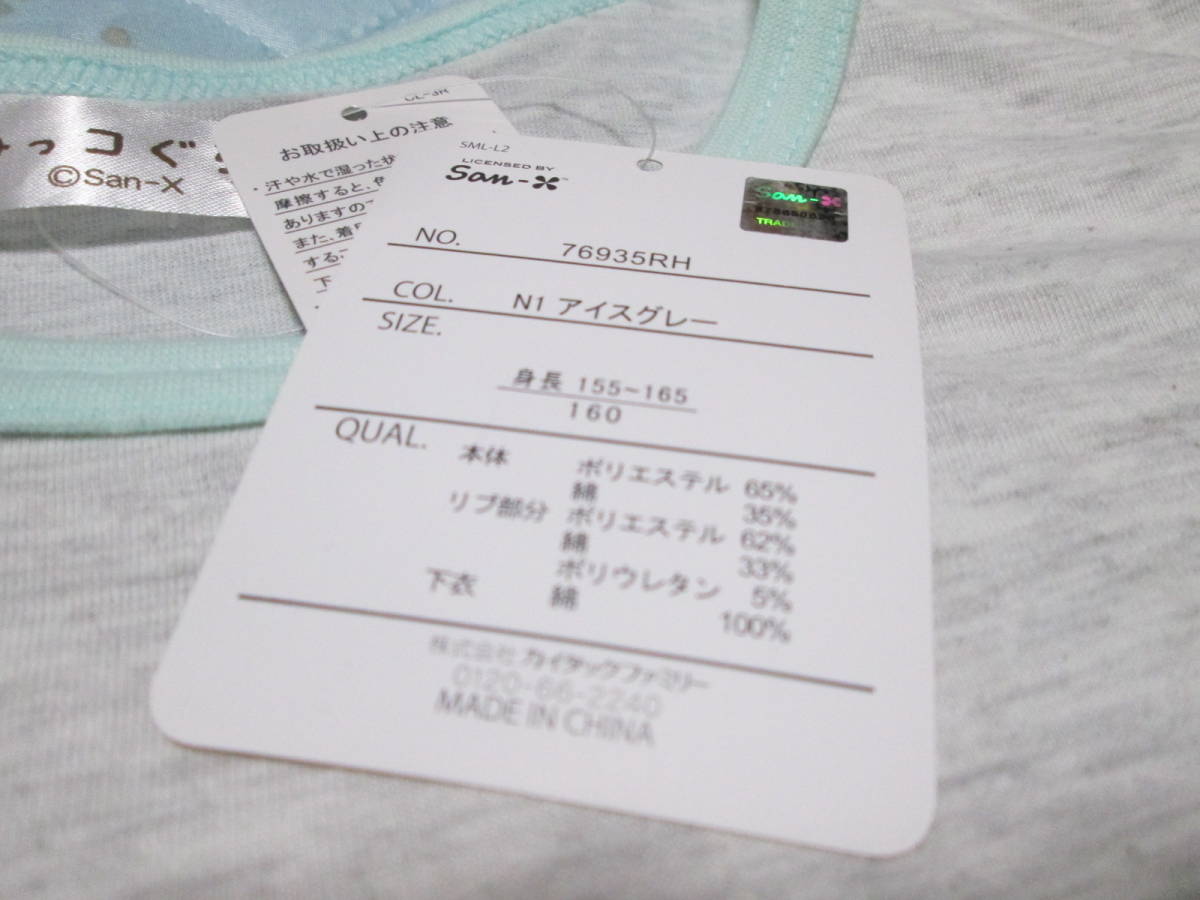 みっコぐ
©San-X
お取扱い上の注意
・汗や水で湿った状
摩擦すると、
ありますの
また、着
する
下
SML-L2
LICENSED BY
San-X™
San-X
NO. 76935RH
COL. N1 アイスグレー
SIZE.
身長 155~165
160
QUAL. 本体 ポリエステル 65%
綿 35%
リブ部分 ポリエステル 62%
綿 33%
ポリウレタン 5%
下衣 綿 100%
株式会社 カイタックファミリー
0120-66-2240
MADE IN CHINA